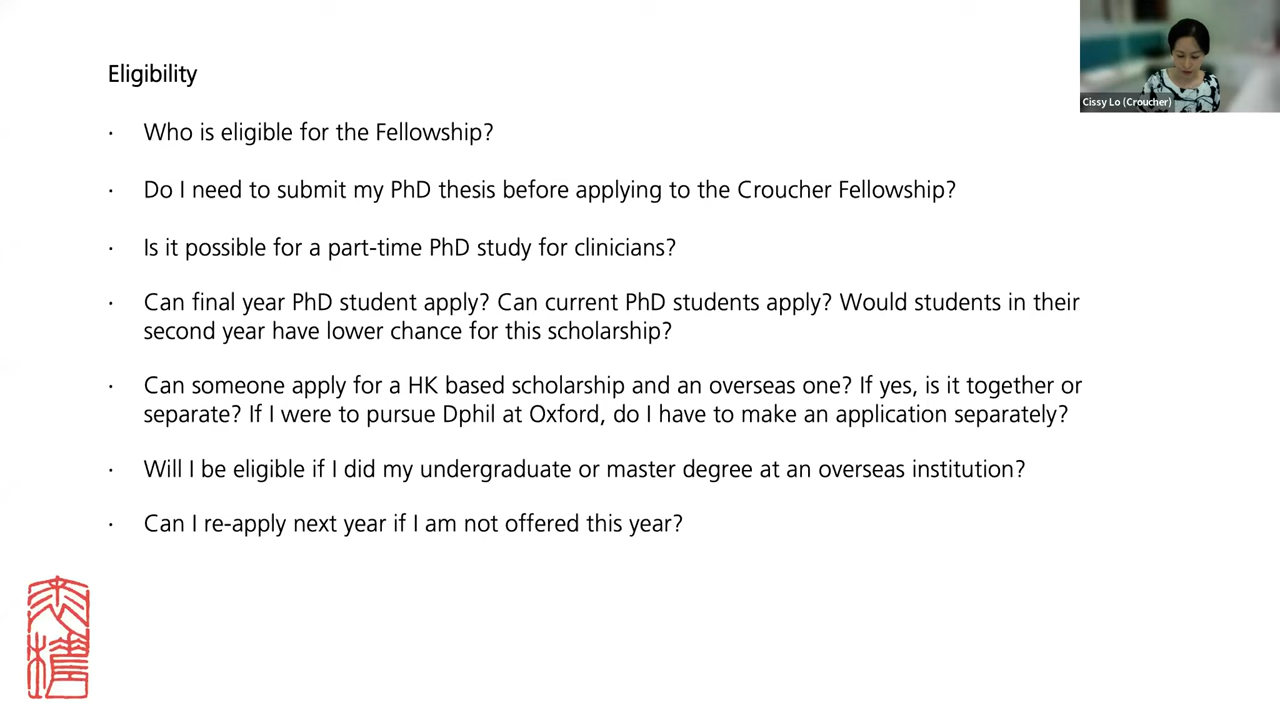 Eligibility
Cissy Lo (Croucher)
· Who is eligible for the Fellowship?
· Do I need to submit my PhD thesis before applying to the Croucher Fellowship?
· Is it possible for a part-time PhD study for clinicians?
· Can final year PhD student apply? Can current PhD students apply? Would students in their
second year have lower chance for this scholarship?
· Can someone apply for a HK based scholarship and an overseas one? If yes, is it together or
separate? If I were to pursue Dphil at Oxford, do I have to make an application separately?
· Will I be eligible if I did my undergraduate or master degree at an overseas institution?
· Can I re-apply next year if I am not offered this year?